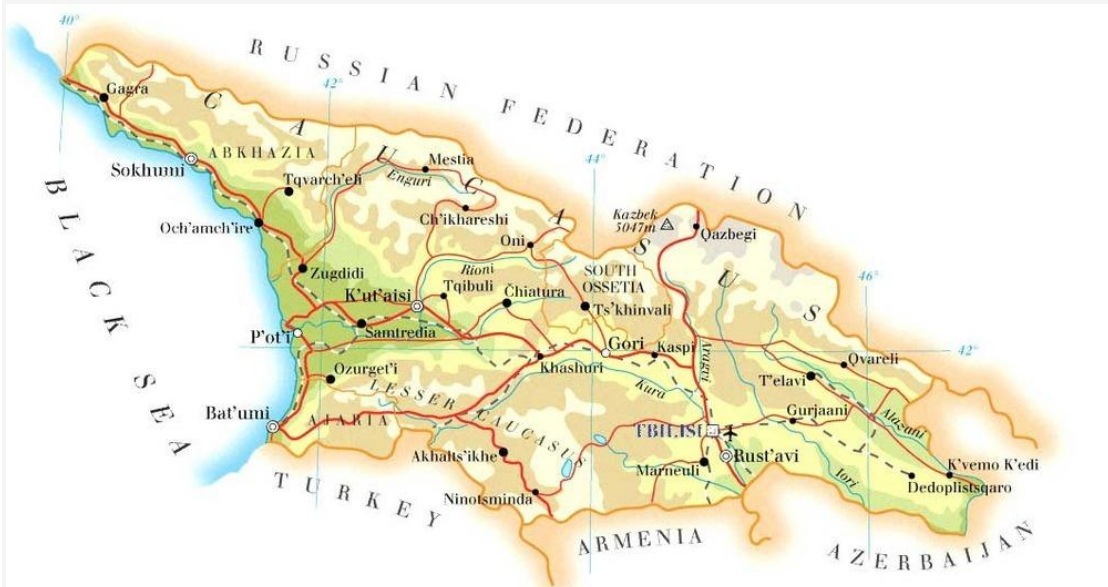 40°
RUSSIAN FEDERATION
42°
Gagra
CAUCASUS
ABKHAZIA
Sokhumi
Mestia
Enguri
44°
Tqvarch'eli
Ch'ikhareshi
Kazbek
5047m
Qazbegi
BLACK SEA
Och'amch'ire
Oni
Zugdidi
Rioni
SOUTH
OSSETIA
46°
Tqibuli
K'ut'aisi
Chiatura
Ts'khinvali
Samtredia
P'ot'i
Gori
Kaspi
Aragvi
42°
Khashuri
Qvareli
Ozurget'i
T'elavi
LESSER CAUCASUS
Kura
Bat'umi
AJARIA
Gurjaani
Alazani
TBILISI
Akhalts'ikhe
Rust'avi
Marneuli
Iori
K'vemo K'edi
Dedoplistsqaro
Ninotsminda
TURKEY
ARMENIA
AZERBAIJAN